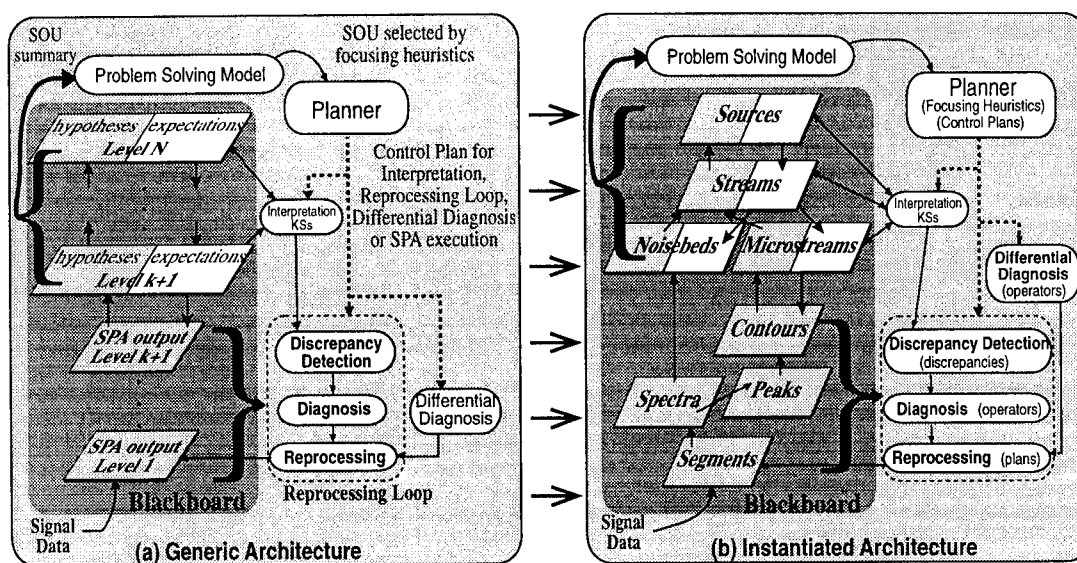 SOU
summary
SOU selected by
focusing heuristics
Problem Solving Model
Planner
hypotheses expectations
Level N
Control Plan for
Interpretation,
Reprocessing Loop,
Differential Diagnosis
or SPA execution
Interpretation
KSs
hypotheses expectations
Level k+1
SPA output
Level k+1
Discrepancy
Detection
Diagnosis
Differential
Diagnosis
SPA output
Level 1
Reprocessing
Reprocessing Loop
Blackboard
Signal
Data
(a) Generic Architecture
Problem Solving Model
Planner
(Focusing Heuristics)
(Control Plans)
Sources
Streams
Interpretation
KSs
Noisebeds Microstreams
Differential
Diagnosis
(operators)
Contours
Discrepancy Detection
(discrepancies)
Spectra
Peaks
Diagnosis (operators)
Segments
Reprocessing (plans)
Blackboard
Signal
Data
(b) Instantiated Architecture